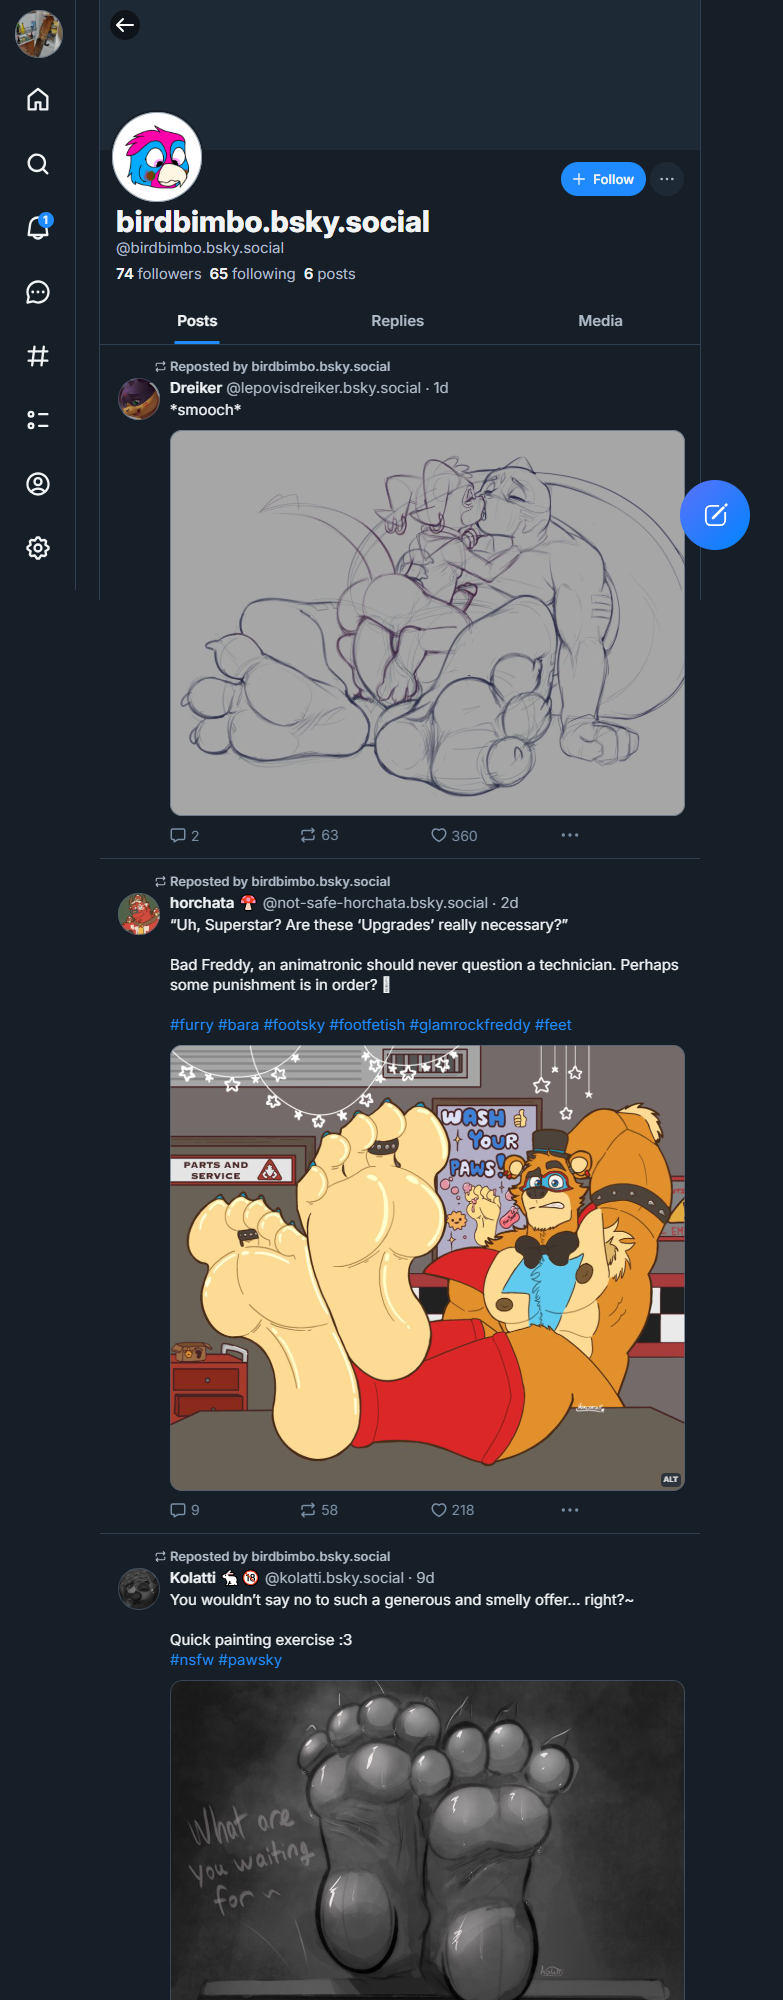 birdbimbo.bsky.social
@birdbimbo.bsky.social
74 followers 65 following 6 posts
Posts Replies Media
1
+ Follow
Reposted by birdbimbo.bsky.social
Dreiker @lepovisdreiker.bsky.social · 1d
*smooch*
2 63 360
Reposted by birdbimbo.bsky.social
horchata 🍄 @not-safe-horchata.bsky.social · 2d
“Uh, Superstar? Are these ‘Upgrades’ really necessary?”
Bad Freddy, an animatronic should never question a technician. Perhaps
some punishment is in order?
#furry #bara #footsky #footfetish #glamrockfreddy #feet
WASH
YOUR
PAWS!
PARTS AND
SERVICE
ALT
9 58 218
Reposted by birdbimbo.bsky.social
Kolatti 🐇 🔞 @kolatti.bsky.social · 9d
You wouldn’t say no to such a generous and smelly offer... right?~
Quick painting exercise :3
#nsfw #pawsky
What are
you waiting
for ~